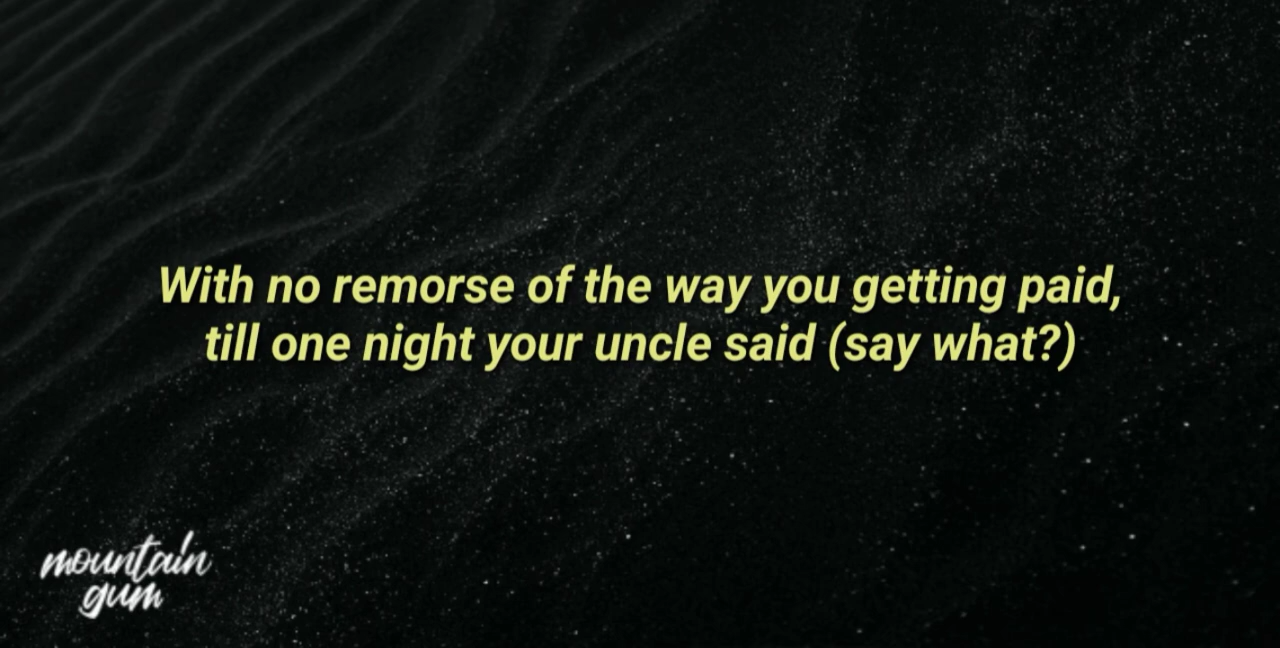 With no remorse of the way you getting paid,
till one night your uncle said (say what?)
mountain
gum